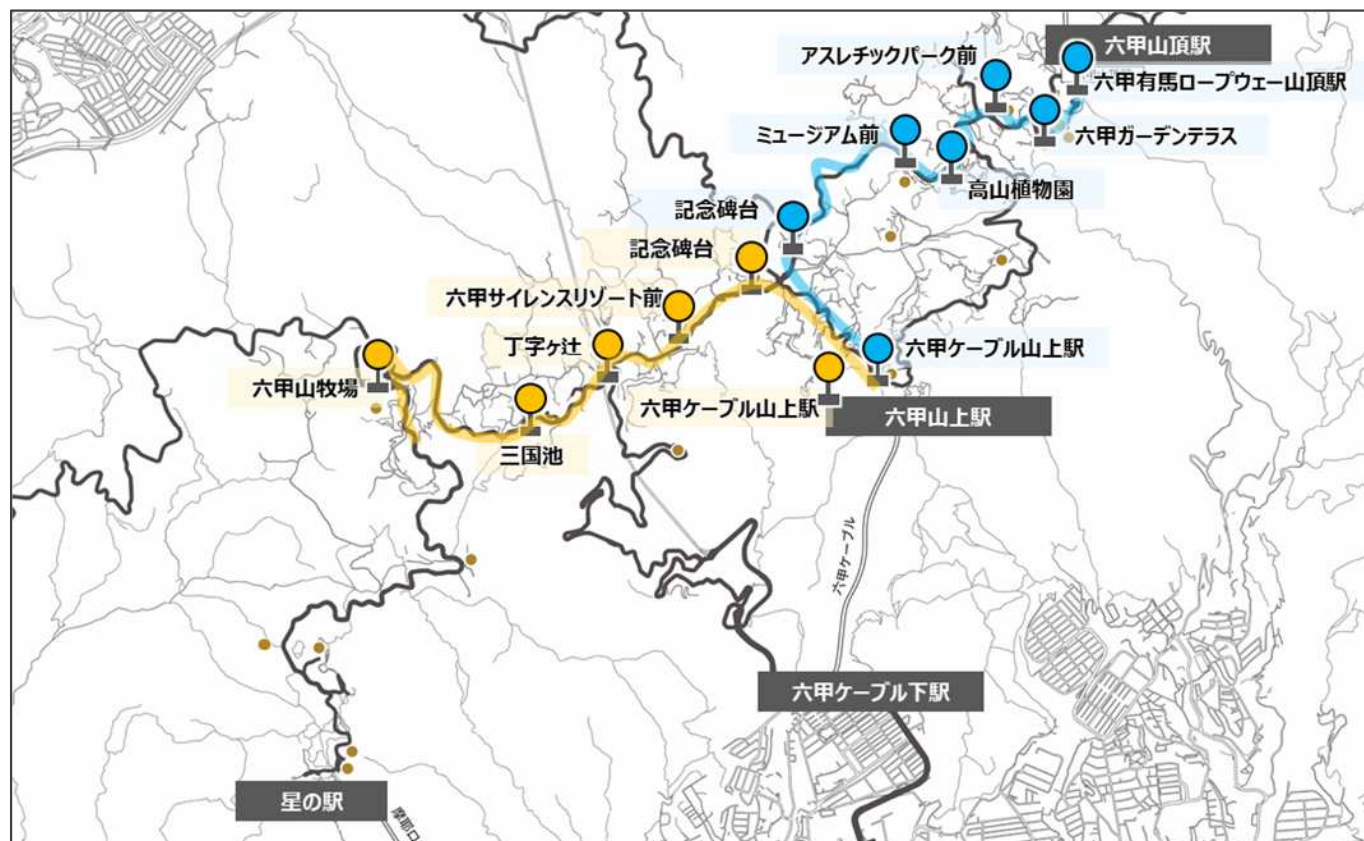 六甲山頂駅
アスレチックパーク前
六甲有馬ロープウェー山頂駅
ミュージアム前
六甲ガーデンテラス
高山植物園
記念碑台
記念碑台
六甲サイレンスリゾート前
丁字ヶ辻
六甲ケーブル山上駅
六甲山牧場
六甲ケーブル山上駅
六甲山上駅
三国池
六甲ケーブル
六甲ケーブル下駅
星の駅
摩耶ロ